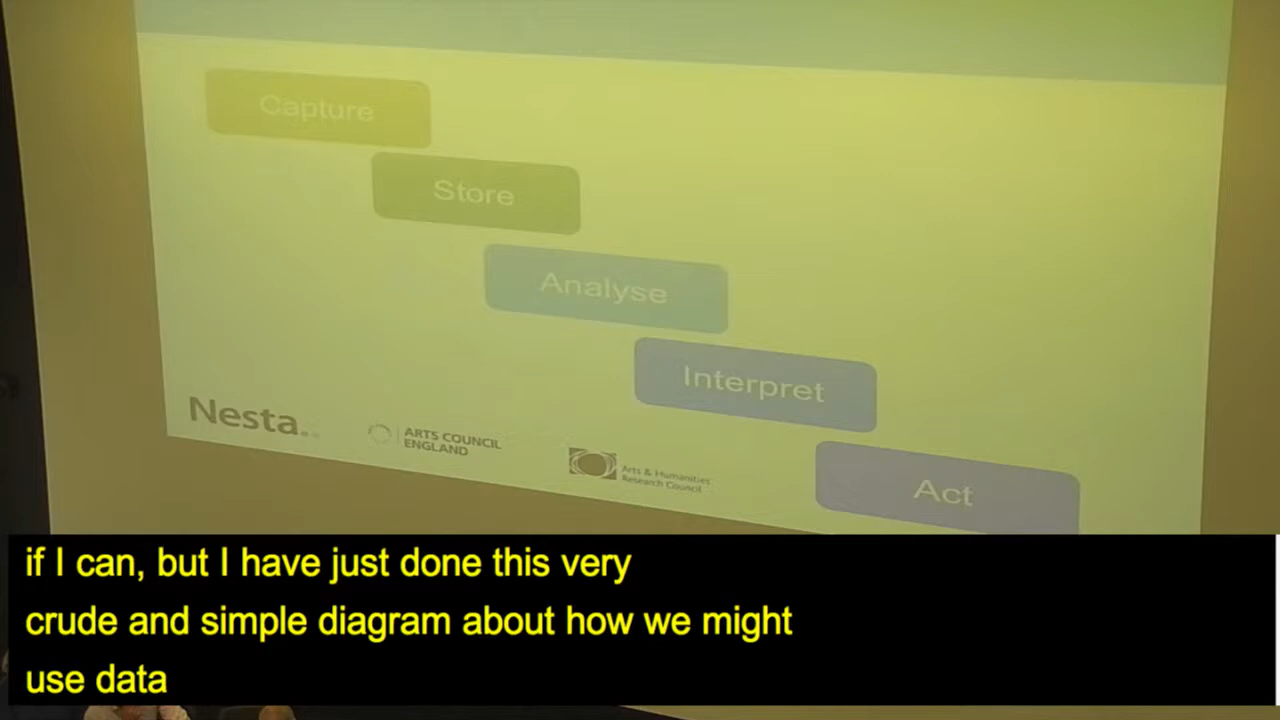 Capture
Store
Analyse
Interpret
Act
Nesta
ARTS COUNCIL
ENGLAND
Arts & Humanities
Research Council
if I can, but I have just done this very
crude and simple diagram about how we might
use data